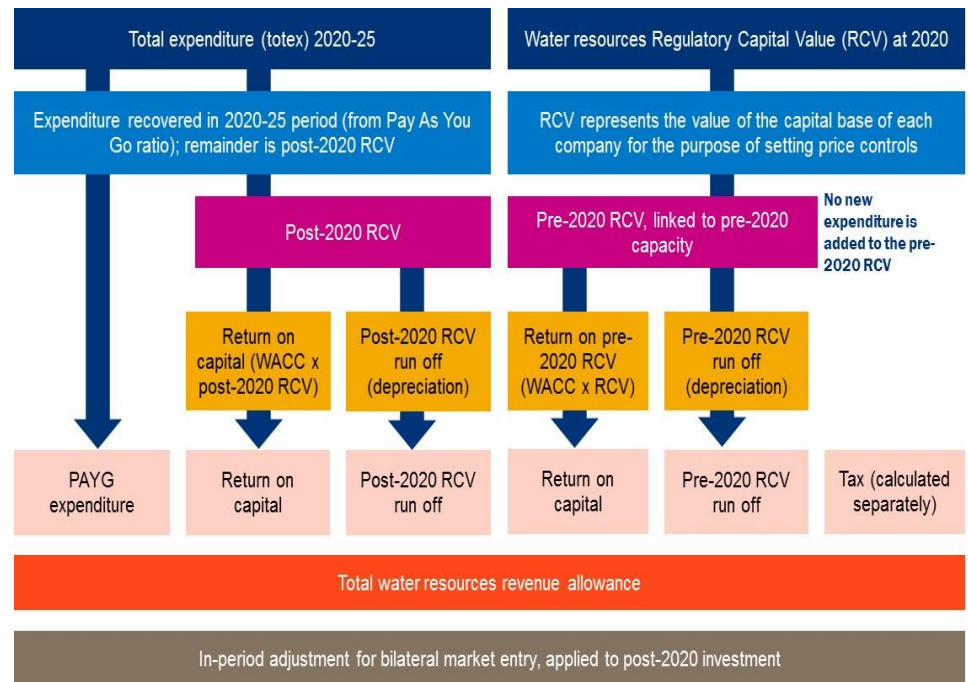 Total expenditure (totex) 2020-25
Water resources Regulatory Capital Value (RCV) at 2020
Expenditure recovered in 2020-25 period (from Pay As You
Go ratio); remainder is post-2020 RCV
RCV represents the value of the capital base of each
company for the purpose of setting price controls
Post-2020 RCV
Pre-2020 RCV, linked to pre-2020
capacity
No new
expenditure is
added to the pre-
2020 RCV
Return on
capital (WACC x
post-2020 RCV)
Post-2020 RCV
run off
(depreciation)
Return on pre-
2020 RCV
(WACC x RCV)
Pre-2020 RCV
run off
(depreciation)
PAYG
expenditure
Return on
capital
Post-2020 RCV
run off
Return on
capital
Pre-2020 RCV
run off
Tax (calculated
separately)
Total water resources revenue allowance
In-period adjustment for bilateral market entry, applied to post-2020 investment